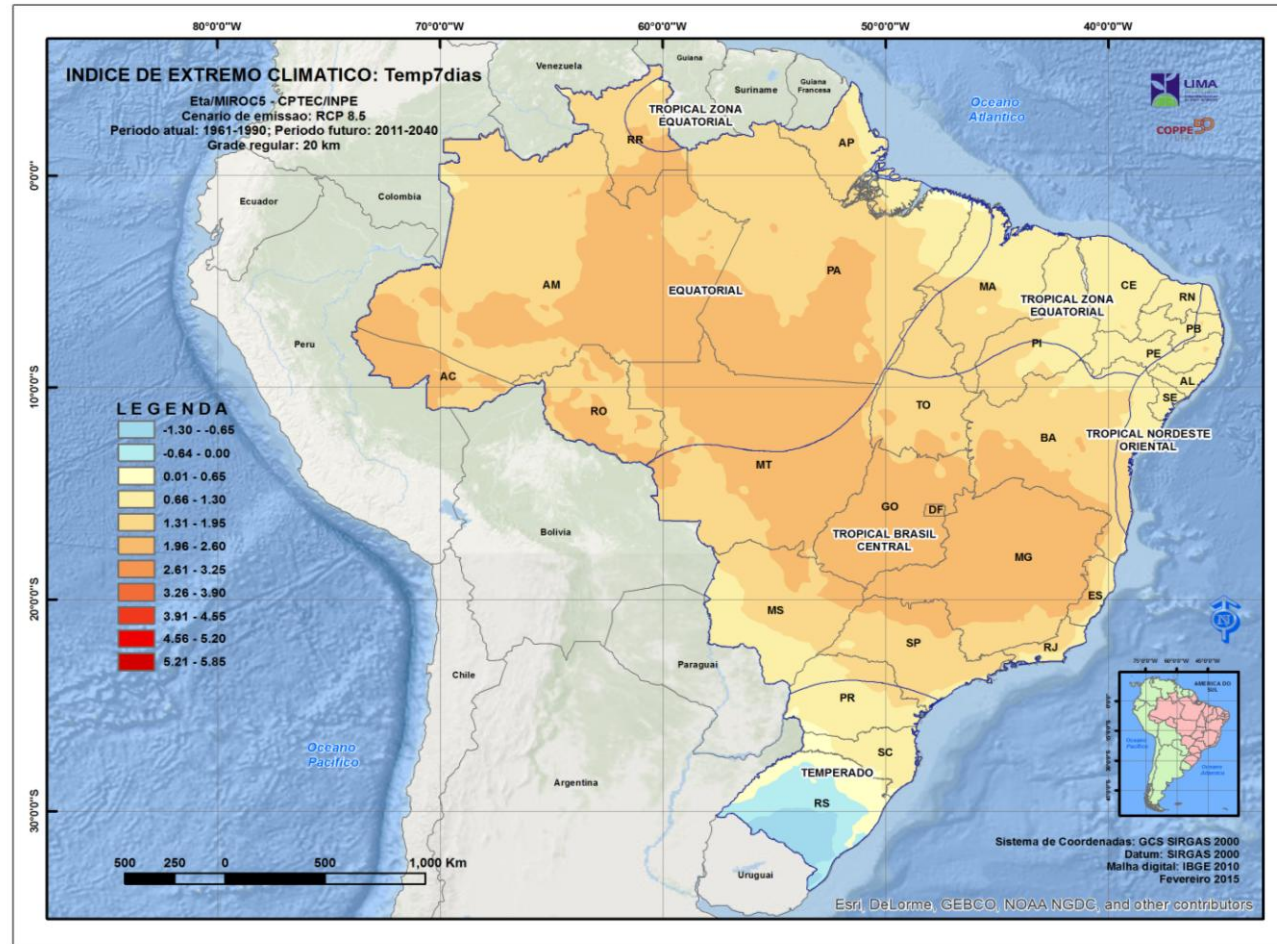 80°0'0"W
70°0'0"W
60°0'0"W
50°0'0"W
40°0'0"W
INDICE DE EXTREMO CLIMATICO: Temp7dias
Eta/MIROC5 - CPTEC/INPE
Cenario de emissao: RCP 8.5
Periodo atual: 1961-1990; Periodo futuro: 2011-2040
Grade regular: 20 km
Venezuela
Guiana
Suriname
Guiana
Francesa
Oceano
Atlantico
LIMA
COPPE
TROPICAL ZONA
EQUATORIAL
RR
AP
0°0'0"
Colombia
Ecuador
AM
EQUATORIAL
PA
MA
CE
TROPICAL ZONA
EQUATORIAL
RN
PB
PI
PE
Peru
AC
AL
SE
10°0'0"S
RO
TO
BA
TROPICAL NORDESTE
ORIENTAL
MT
GO
DF
TROPICAL BRASIL
CENTRAL
MG
Bolivia
LEGENDA
-1.30 - -0.65
-0.64 - 0.00
0.01 - 0.65
0.66 - 1.30
1.31 - 1.95
1.96 - 2.60
2.61 - 3.25
3.26 - 3.90
3.91 - 4.55
4.56 - 5.20
5.21 - 5.85
20°0'0"S
MS
ES
SP
RJ
Paraguai
Chile
PR
SC
TEMPERADO
RS
Oceano
Pacifico
Argentina
30°0'0"S
Uruguai
AMERICA DO
SUL
Oceano
Pacifico
Oceano
Atlantico
500 250 0 500 1,000 Km
Sistema de Coordenadas: GCS SIRGAS 2000
Datum: SIRGAS 2000
Malha digital: IBGE 2010
Fevereiro 2015
Esri, DeLorme, GEBCO, NOAA NGDC, and other contributors